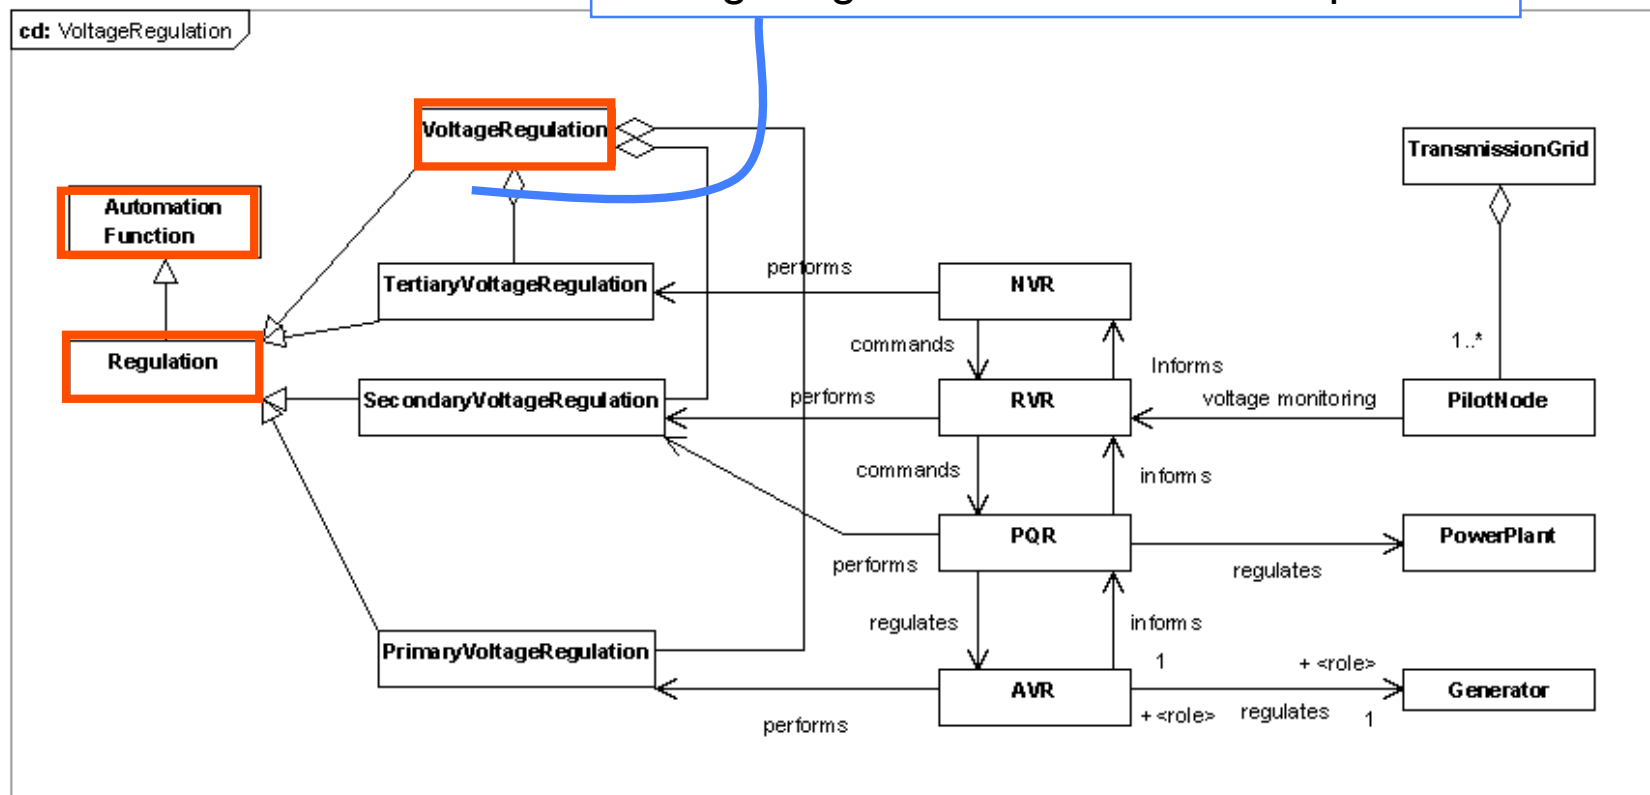 cd: VoltageRegulation
VoltageRegulation
TransmissionGrid
Automation
Function
performs
TertiaryVoltageRegulation
NVR
1..*
commands
Regulation
Informs
SecondaryVoltageRegulation
performs
RVR
voltage monitoring
PilotNode
commands
informs
PQR
PowerPlant
performs
regulates
regulates
informs
PrimaryVoltageRegulation
1
+ <role>
AVR
Generator
performs
+ <role>
regulates
1